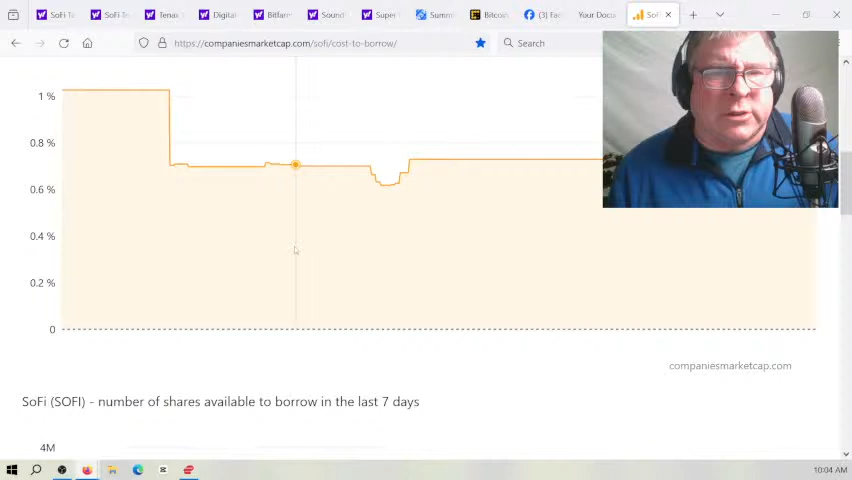 SoFi Te
SoFi-Te
Tenax
Digital
Bitfarm
Sound
Super
Summi
Bitcoin
(3) Fac
Your Docu
SoFi
https://companiesmarketcap.com/sofi/cost-to-borrow/
Search
1 %
0.8 %
0.6 %
0.4 %
0.2 %
0
companiesmarketcap.com
SoFi (SOFI) - number of shares available to borrow in the last 7 days
4M
10:04 AM